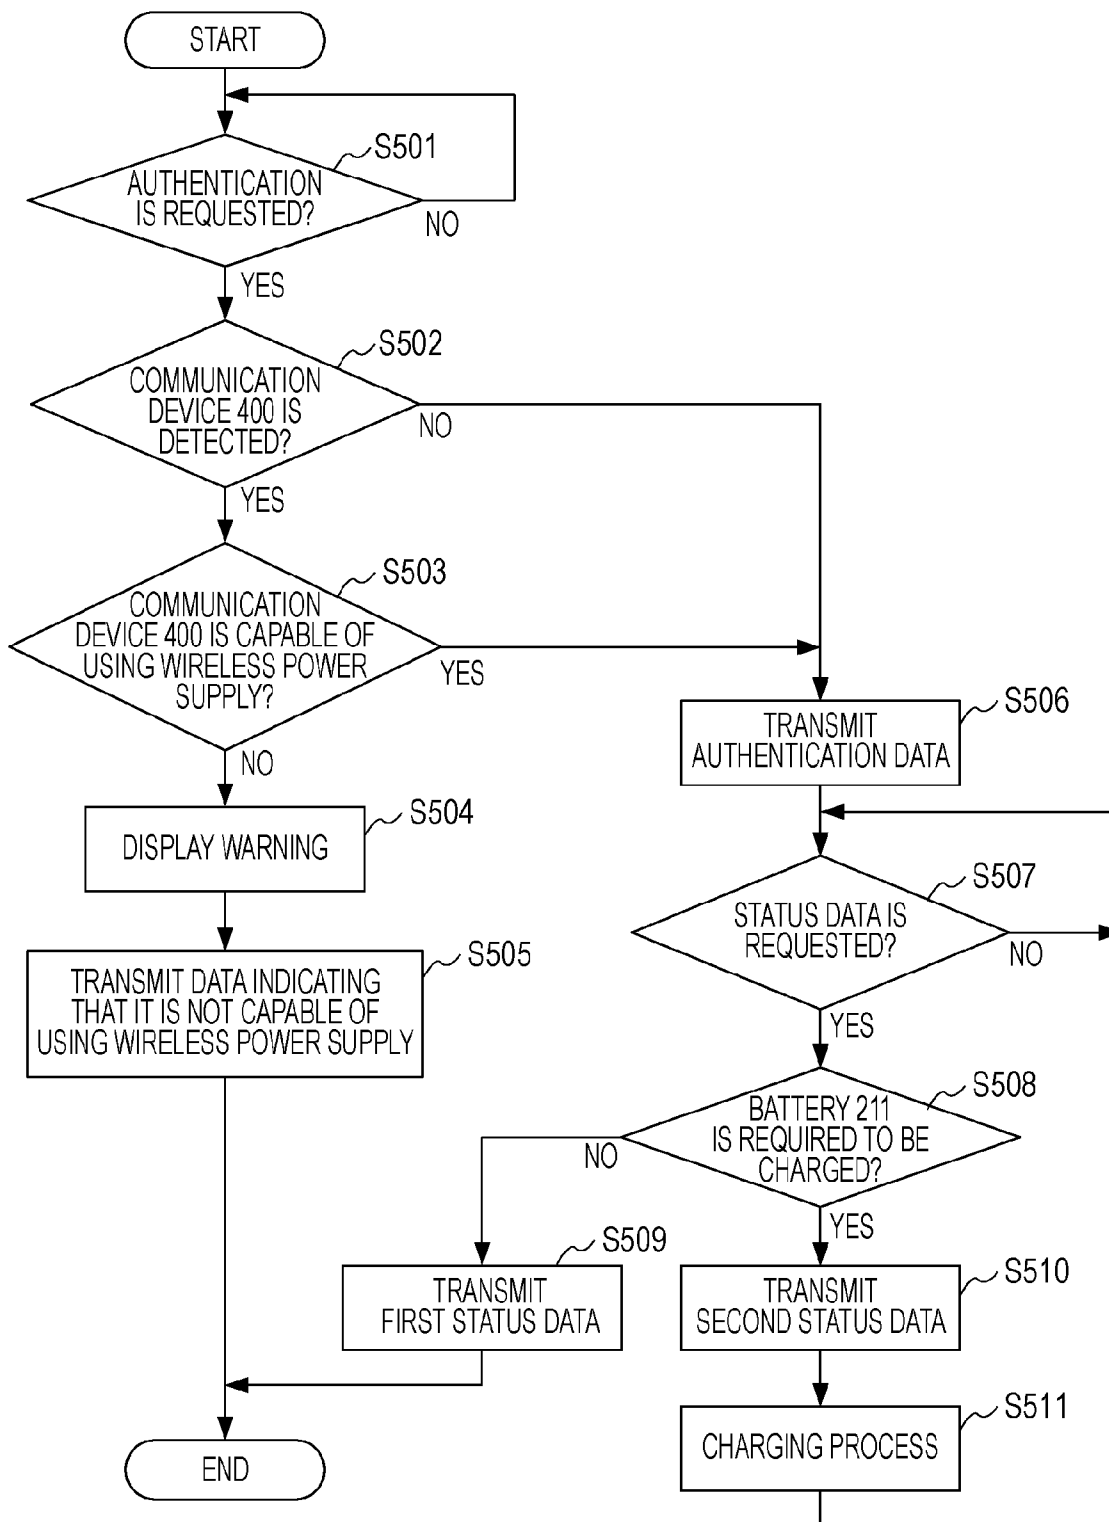 START
S501
AUTHENTICATION
IS REQUESTED?
NO
YES
S502
COMMUNICATION
DEVICE 400 IS
DETECTED?
NO
YES
S503
COMMUNICATION
DEVICE 400 IS CAPABLE OF
USING WIRELESS POWER
SUPPLY?
YES
NO
S504
DISPLAY WARNING
S505
TRANSMIT DATA INDICATING
THAT IT IS NOT CAPABLE OF
USING WIRELESS POWER SUPPLY
S506
TRANSMIT
AUTHENTICATION DATA
S507
STATUS DATA IS
REQUESTED?
NO
YES
S508
BATTERY 211
IS REQUIRED TO BE
CHARGED?
NO
YES
S509
TRANSMIT
FIRST STATUS DATA
S510
TRANSMIT
SECOND STATUS DATA
S511
CHARGING PROCESS
END